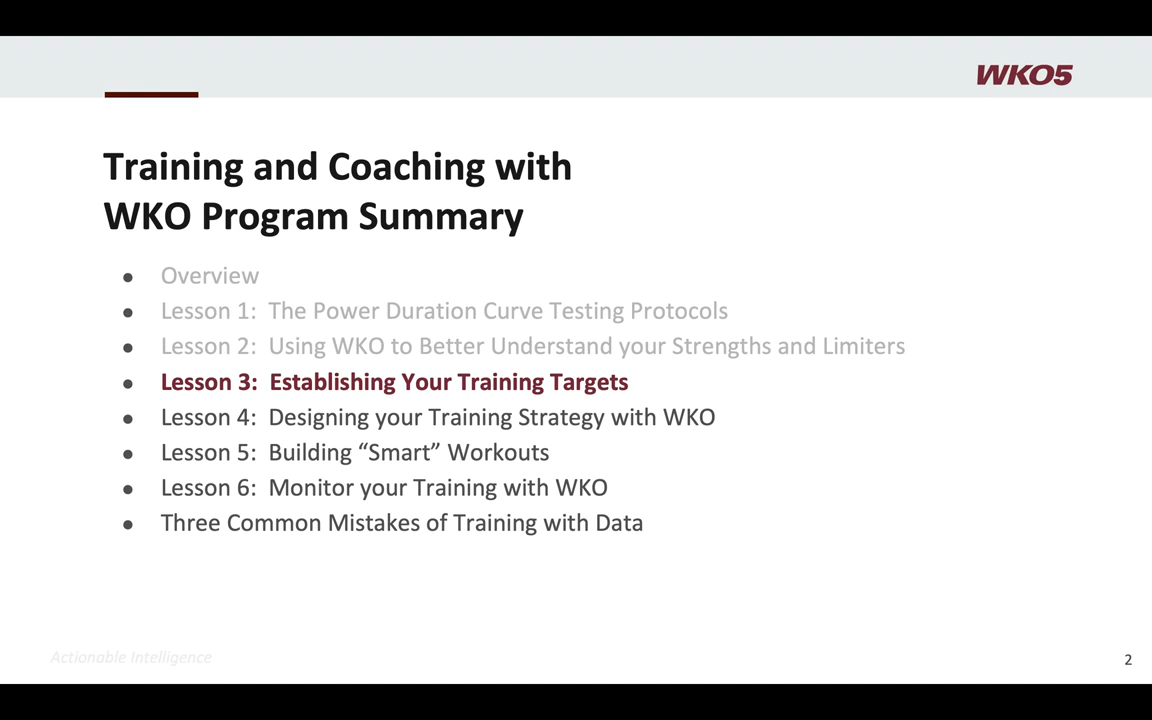 WKO5
Training and Coaching with
WKO Program Summary
● Overview
● Lesson 1:  The Power Duration Curve Testing Protocols
● Lesson 2:  Using WKO to Better Understand your Strengths and Limiters
● Lesson 3:  Establishing Your Training Targets
● Lesson 4:  Designing your Training Strategy with WKO
● Lesson 5:  Building “Smart” Workouts
● Lesson 6:  Monitor your Training with WKO
● Three Common Mistakes of Training with Data
Actionable Intelligence
2